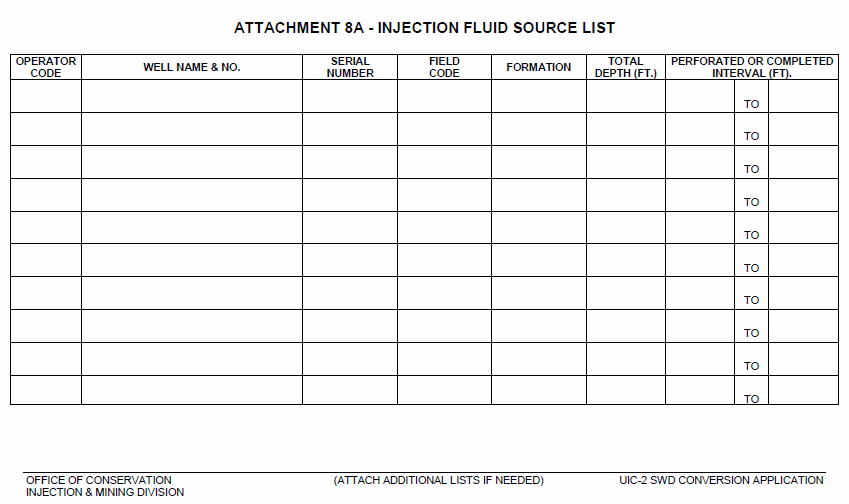 ATTACHMENT 8A - INJECTION FLUID SOURCE LIST
OPERATOR CODE WELL NAME & NO. SERIAL NUMBER FIELD CODE FORMATION TOTAL DEPTH (FT.) PERFORATED OR COMPLETED INTERVAL (FT).
TO
TO
TO
TO
TO
TO
TO
TO
TO
TO
OFFICE OF CONSERVATION (ATTACH ADDITIONAL LISTS IF NEEDED) UIC-2 SWD CONVERSION APPLICATION
INJECTION & MINING DIVISION